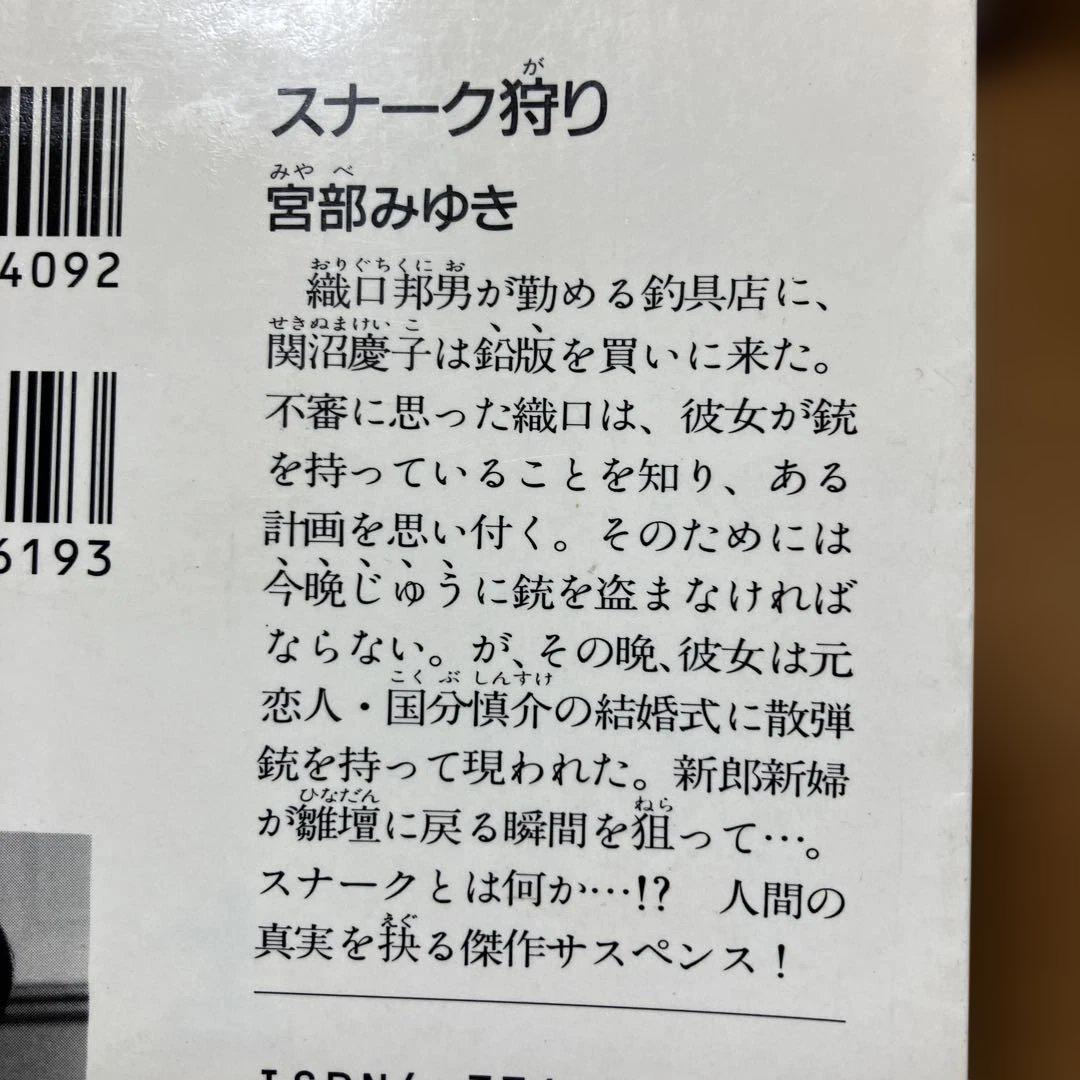 スナーク狩り
宮部みゆき
織口邦男が勤める釣具店に、
関沼慶子は鉛版を買いに来た。
不審に思った織口は、彼女が銃
を持っていることを知り、ある
計画を思い付く。そのためには
今晩じゅうに銃を盗まなければ
ならない。が、その晩、彼女は元
恋人・国分慎介の結婚式に散弾
銃を持って現われた。新郎新婦
が雛壇に戻る瞬間を狙って…。
スナークとは何か…!? 人間の
真実を抉る傑作サスペンス！
4092
6193